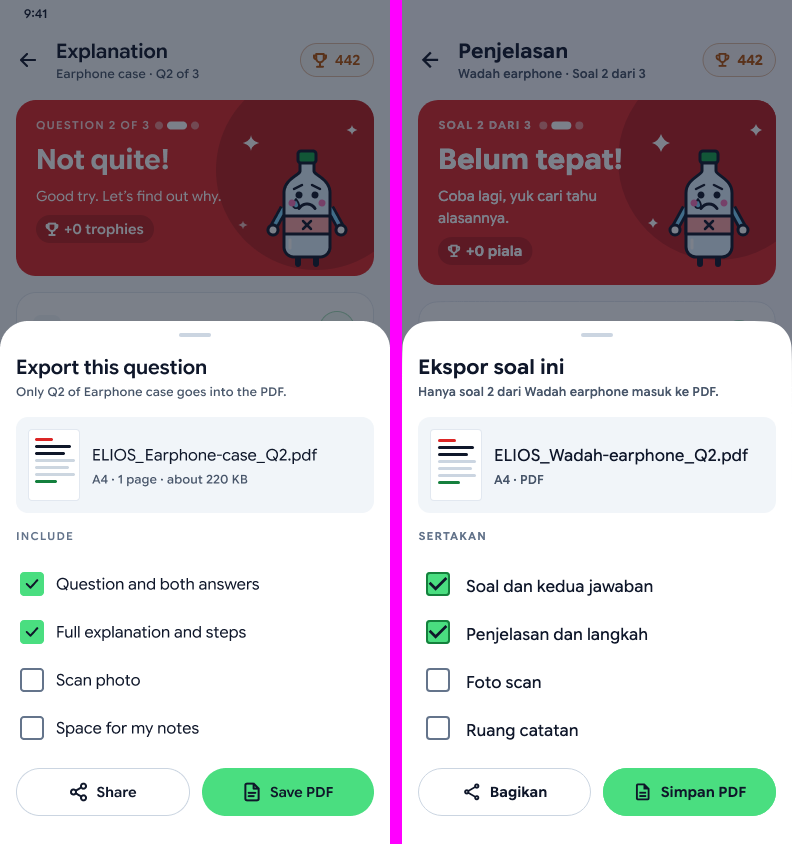 9:41
Explanation
Earphone case · Q2 of 3
442
QUESTION 2 OF 3
Not quite!
Good try. Let's find out why.
+0 trophies
Export this question
Only Q2 of Earphone case goes into the PDF.
ELIOS_Earphone-case_Q2.pdf
A4 · 1 page · about 220 KB
INCLUDE
Question and both answers
Full explanation and steps
Scan photo
Space for my notes
Share
Save PDF
Penjelasan
Wadah earphone · Soal 2 dari 3
442
SOAL 2 DARI 3
Belum tepat!
Coba lagi, yuk cari tahu
alasannya.
+0 piala
Ekspor soal ini
Hanya soal 2 dari Wadah earphone masuk ke PDF.
ELIOS_Wadah-earphone_Q2.pdf
A4 · PDF
SERTAKAN
Soal dan kedua jawaban
Penjelasan dan langkah
Foto scan
Ruang catatan
Bagikan
Simpan PDF